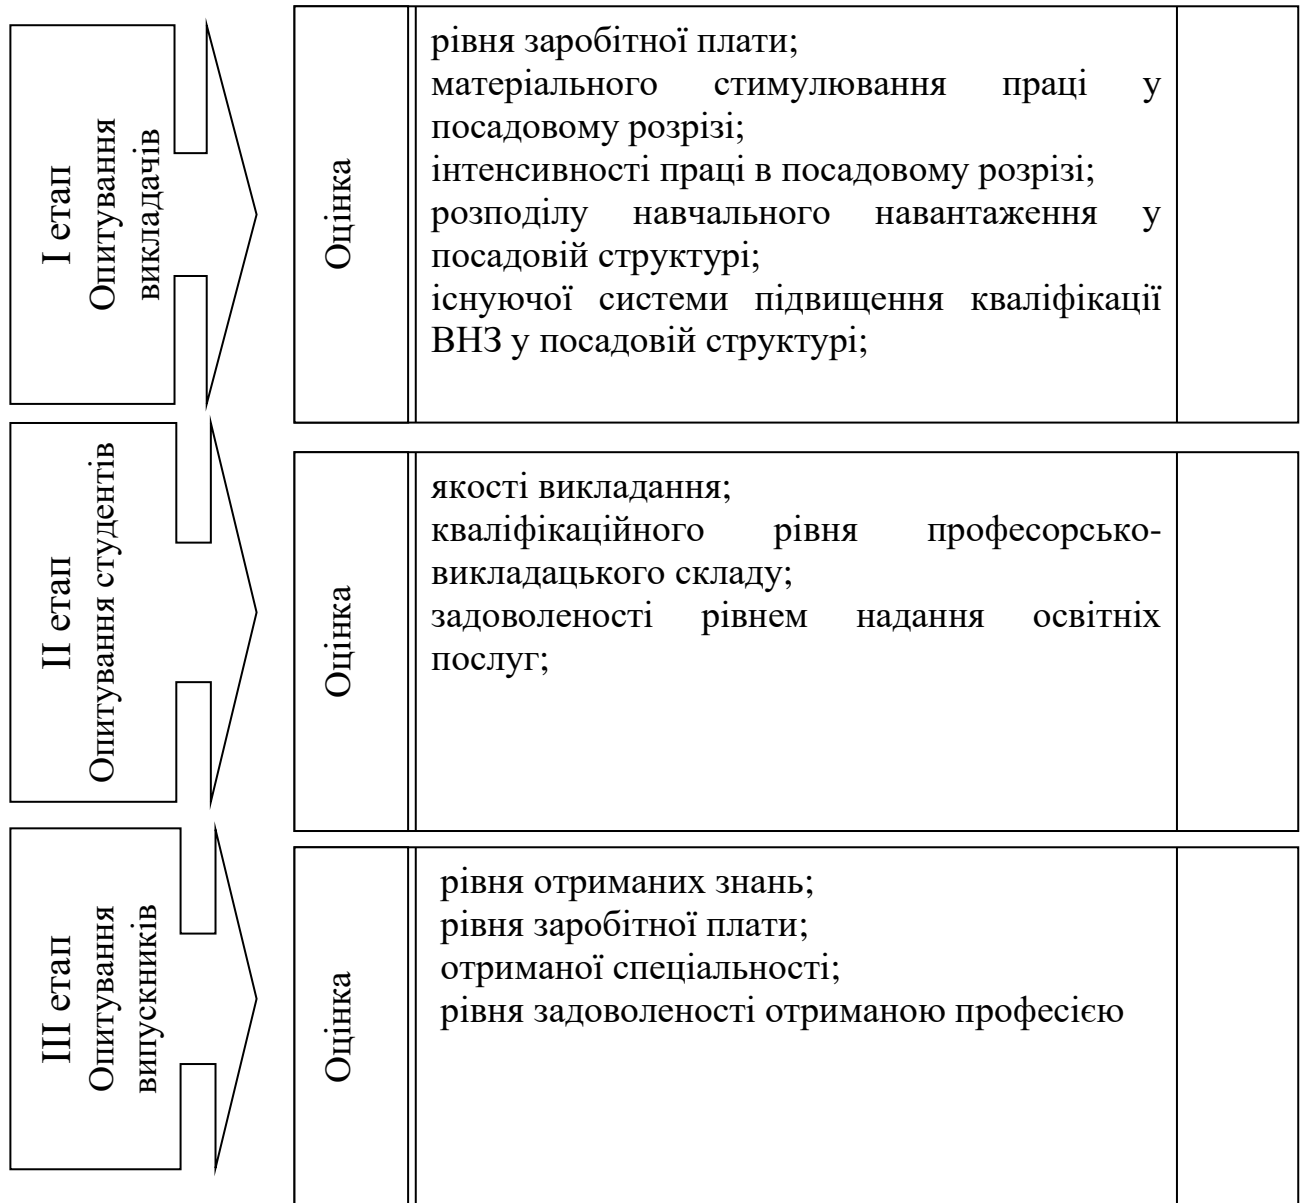 І етап
Опитування
викладачів
Оцінка
рівня заробітної плати;
матеріального стимулювання праці у
посадовому розрізі;
інтенсивності праці в посадовому розрізі;
розподілу навчального навантаження у
посадовій структурі;
існуючої системи підвищення кваліфікації
ВНЗ у посадовій структурі;
ІІ етап
Опитування студентів
Оцінка
якості викладання;
кваліфікаційного рівня професорсько-
викладацького складу;
задоволеності рівнем надання освітніх
послуг;
ІІІ етап
Опитування
випускників
Оцінка
рівня отриманих знань;
рівня заробітної плати;
отриманої спеціальності;
рівня задоволеності отриманою професією